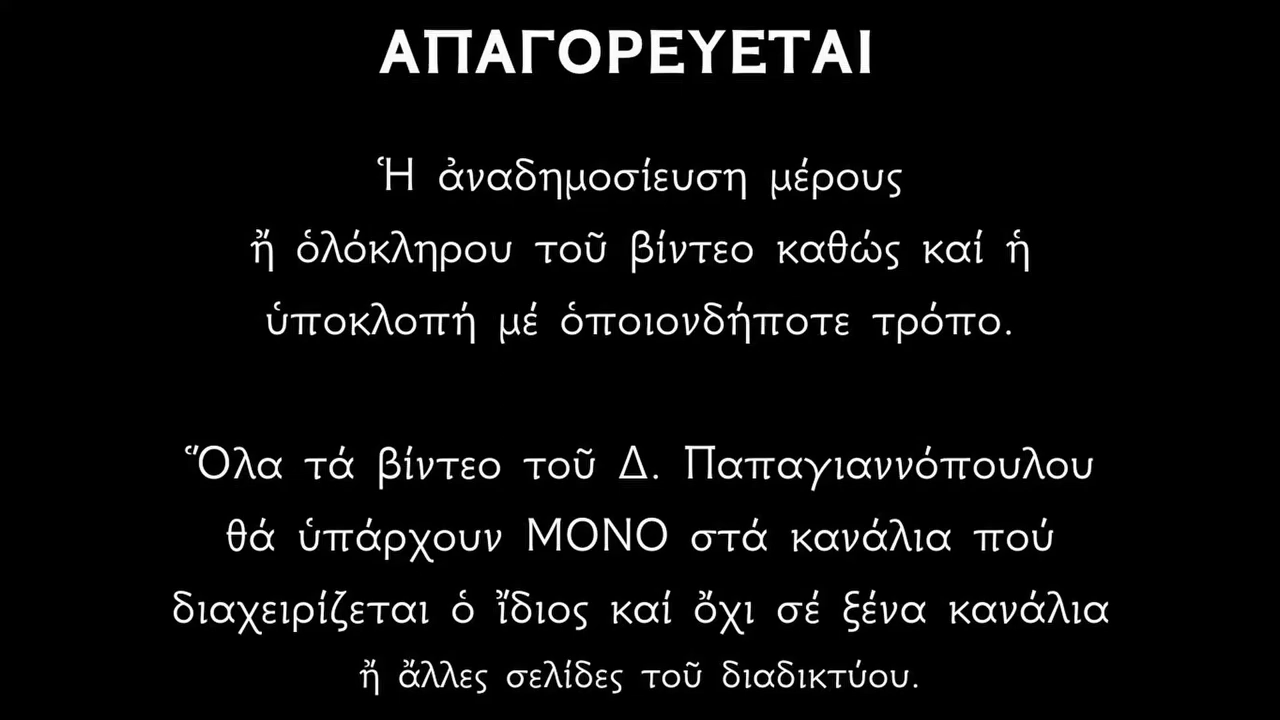 ΑΠΑΓΟΡΕΥΕΤΑΙ
Ἡ ἀναδημοσίευση μέρους
ἤ ὁλόκληρου τοῦ βίντεο καθώς καί ἡ
ὑποκλοπή μέ ὁποιονδήποτε τρόπο.
Ὅλα τά βίντεο τοῦ Δ. Παπαγιαννόπουλου
θά ὑπάρχουν ΜΟΝΟ στά κανάλια πού
διαχειρίζεται ὁ ἴδιος καί ὄχι σέ ξένα κανάλια
ἤ ἄλλες σελίδες τοῦ διαδικτύου.